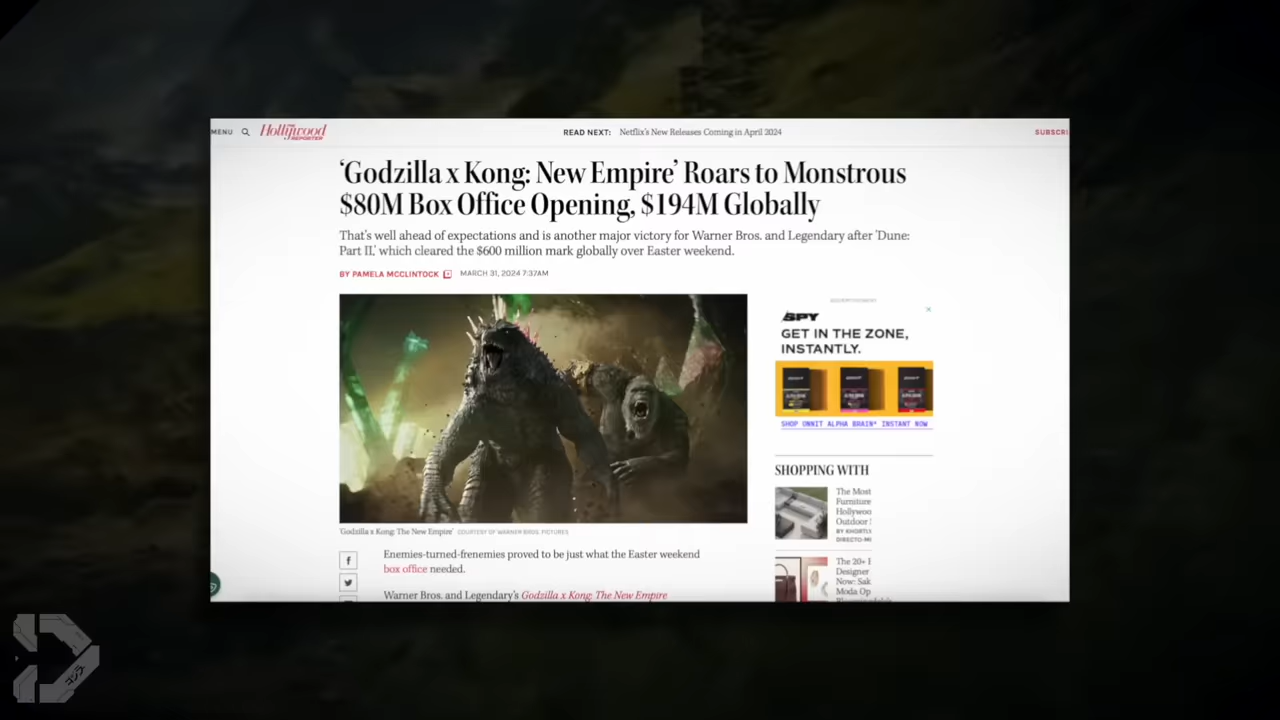 MENU
The Hollywood REPORTER
READ NEXT: Netflix's New Releases Coming in April 2024
SUBSCRI
'Godzilla x Kong: New Empire' Roars to Monstrous
$80M Box Office Opening, $194M Globally
That's well ahead of expectations and is another major victory for Warner Bros. and Legendary after 'Dune:
Part II,' which cleared the $600 million mark globally over Easter weekend.
BY PAMELA MCCLINTOCK MARCH 31, 2024 7:37AM
'Godzilla x Kong: The New Empire' COURTESY OF WARNER BROS. PICTURES
Enemies-turned-frenemies proved to be just what the Easter weekend
box office needed.
Warner Bros. and Legendary's Godzilla x Kong: The New Empire
ADVERTISEMENT
SPY
GET IN THE ZONE,
INSTANTLY.
SHOP ONNIT ALPHA BRAIN® INSTANT NOW
SHOPPING WITH
The Most
Furniture
Hollywoo
Outdoor
BY KHORTL
DIRECTO-M
The 20+ F
Designer
Now: Sak
Moda Op